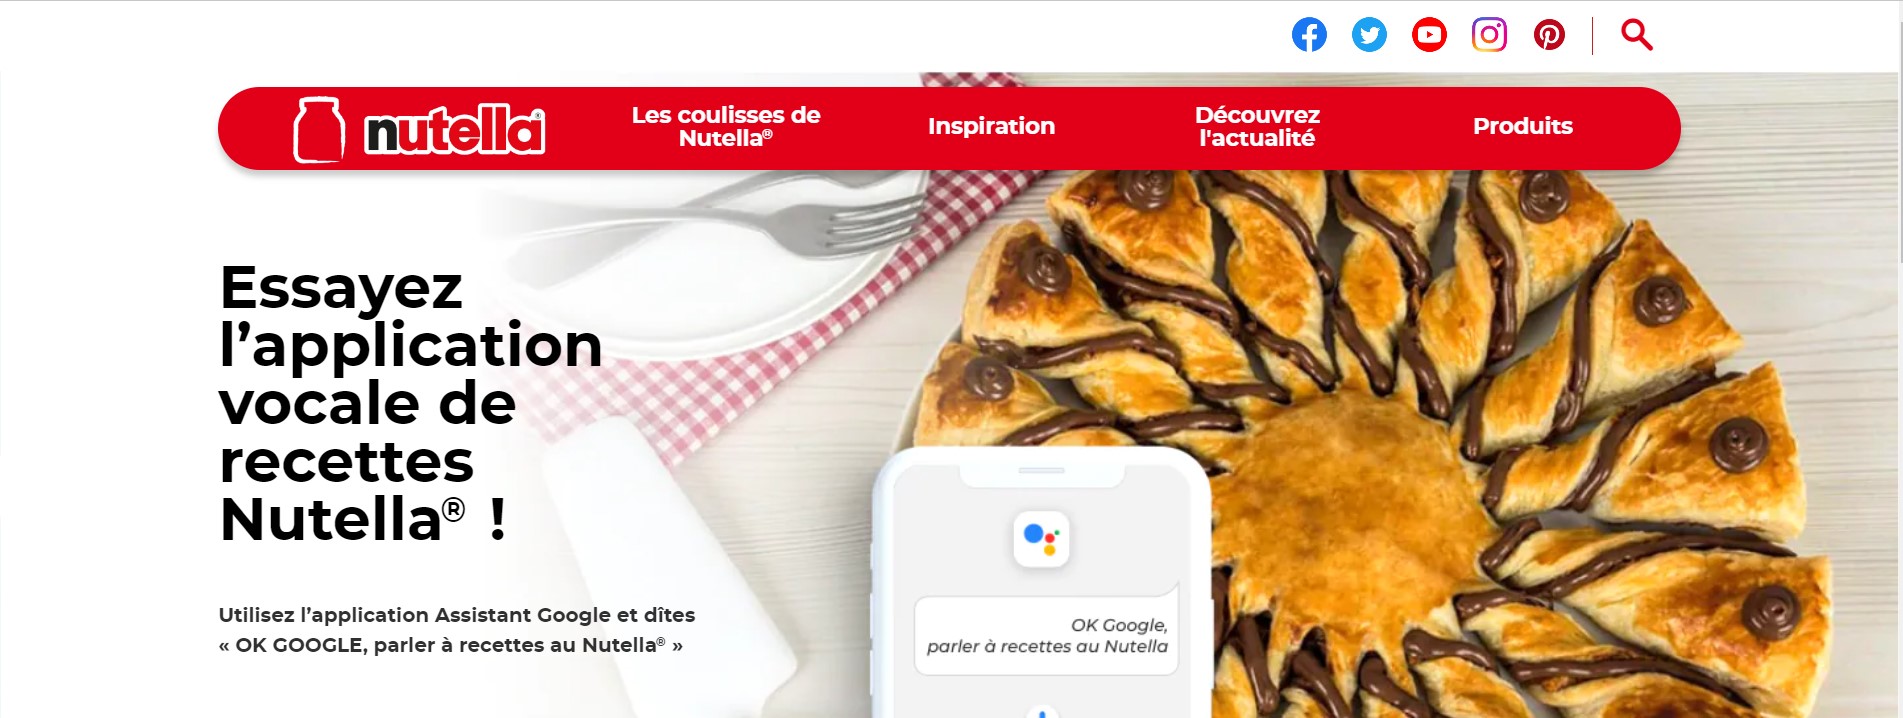 nutella®
Les coulisses de
Nutella®
Inspiration
Découvrez
l'actualité
Produits
Essayez
l’application
vocale de
recettes
Nutella® !
Utilisez l’application Assistant Google et dîtes
« OK GOOGLE, parler à recettes au Nutella® »
OK Google,
parler à recettes au Nutella